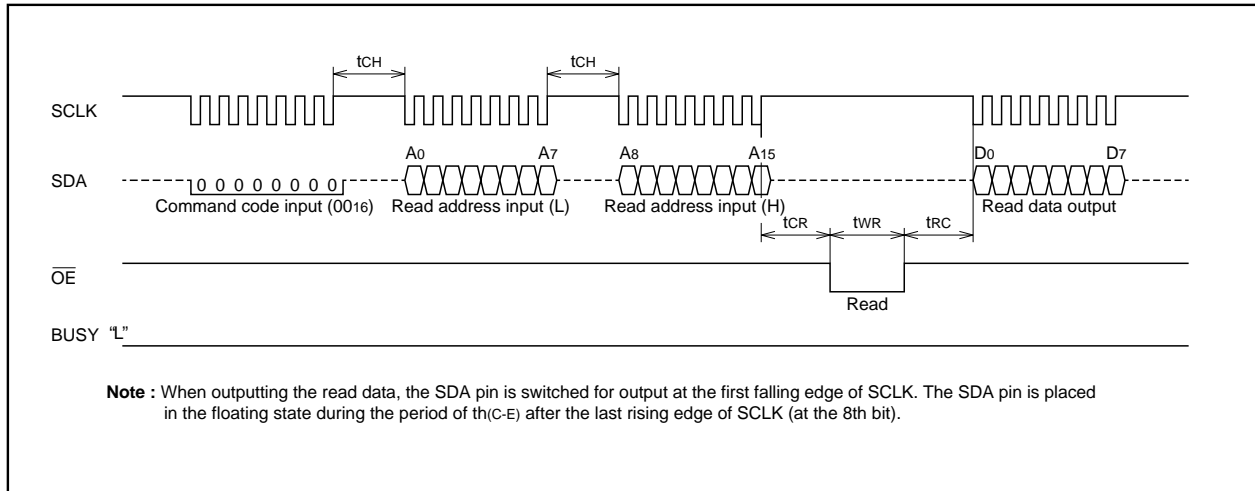 tCH tCH
SCLK
A0 A7 A8 A15 D0 D7
SDA
0 0 0 0 0 0 0 0
Command code input (0016) Read address input (L) Read address input (H) Read data output
tCR tWR tRC
OE
Read
BUSY “L”
Note : When outputting the read data, the SDA pin is switched for output at the first falling edge of SCLK. The SDA pin is placed
in the floating state during the period of th(C-E) after the last rising edge of SCLK (at the 8th bit).